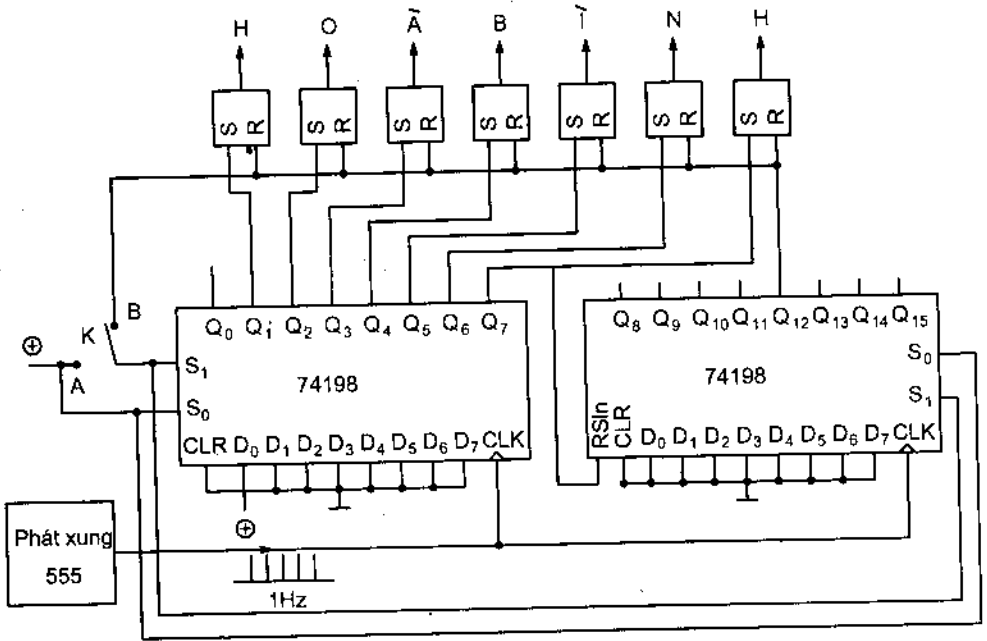 H O Ã B Ĩ N H
S R S R S R S R S R S R S R
B
K
A
Q0 Q1 Q2 Q3 Q4 Q5 Q6 Q7
S1
74198
S0
CLR D0 D1 D2 D3 D4 D5 D6 D7 CLK
Q8 Q9 Q10 Q11 Q12 Q13 Q14 Q15
S0
74198
S1
RSIn
CLR
D0 D1 D2 D3 D4 D5 D6 D7 CLK
Phát xung
555
1Hz